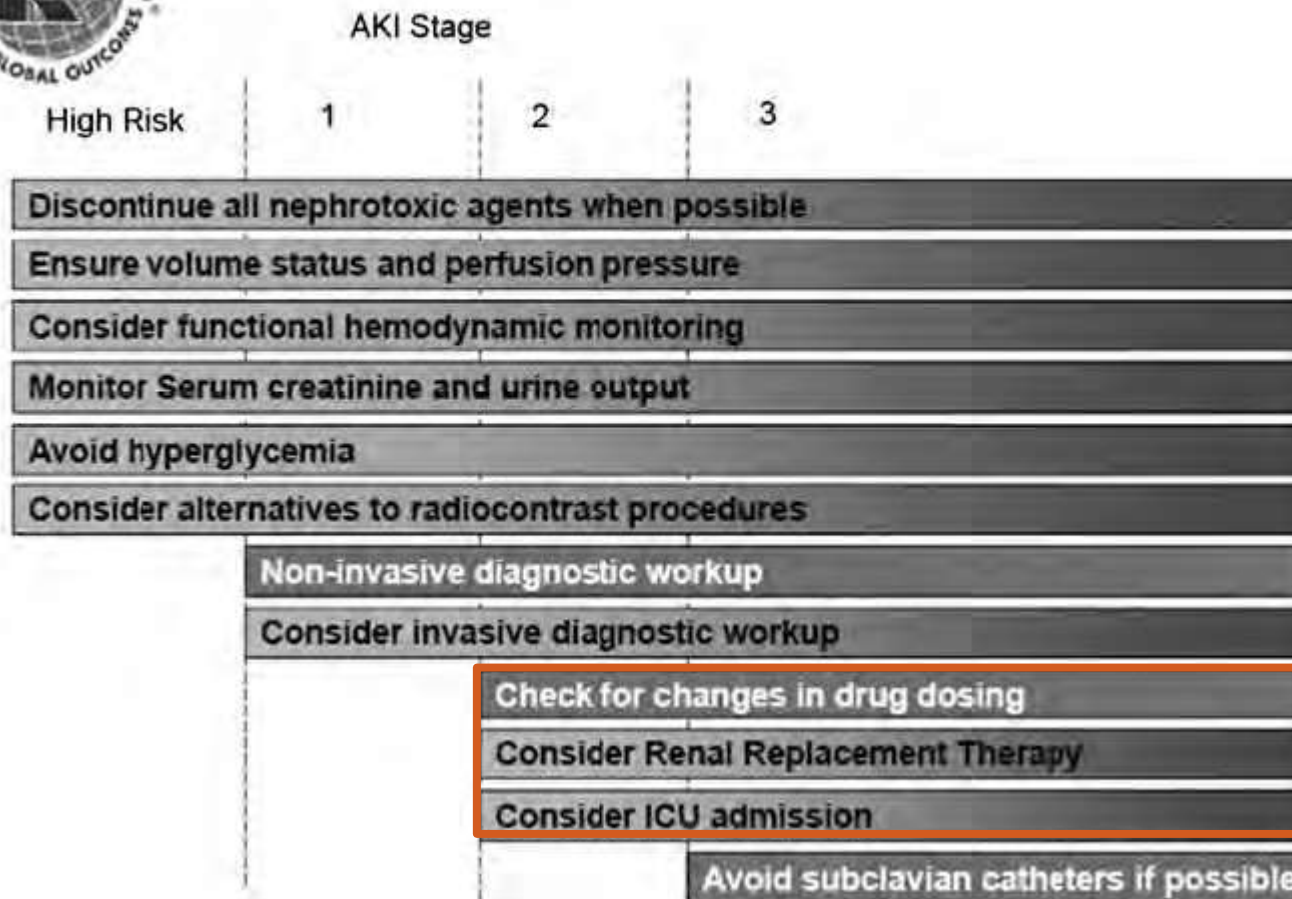 GLOBAL OUTCOMES
AKI Stage
High Risk 1 2 3
Discontinue all nephrotoxic agents when possible
Ensure volume status and perfusion pressure
Consider functional hemodynamic monitoring
Monitor Serum creatinine and urine output
Avoid hyperglycemia
Consider alternatives to radiocontrast procedures
Non-invasive diagnostic workup
Consider invasive diagnostic workup
Check for changes in drug dosing
Consider Renal Replacement Therapy
Consider ICU admission
Avoid subclavian catheters if possible